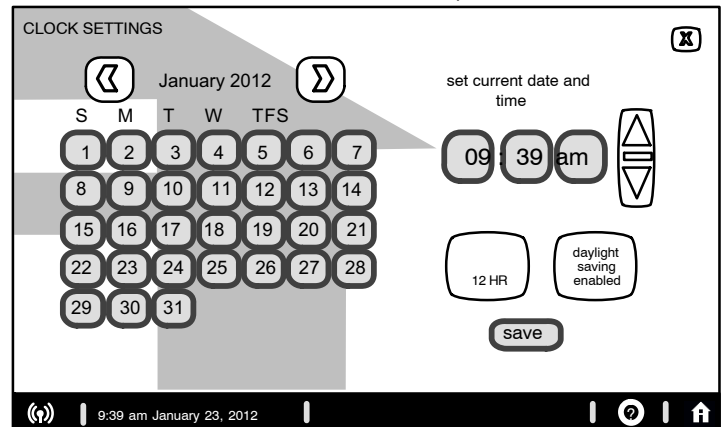 CLOCK SETTINGS
X
January 2012
set current date and
time
S M T W TFS
1 2 3 4 5 6 7
09 : 39 am
8 9 10 11 12 13 14
15 16 17 18 19 20 21
22 23 24 25 26 27 28
29 30 31
12 HR
daylight
saving
enabled
save
9:39 am January 23, 2012
?